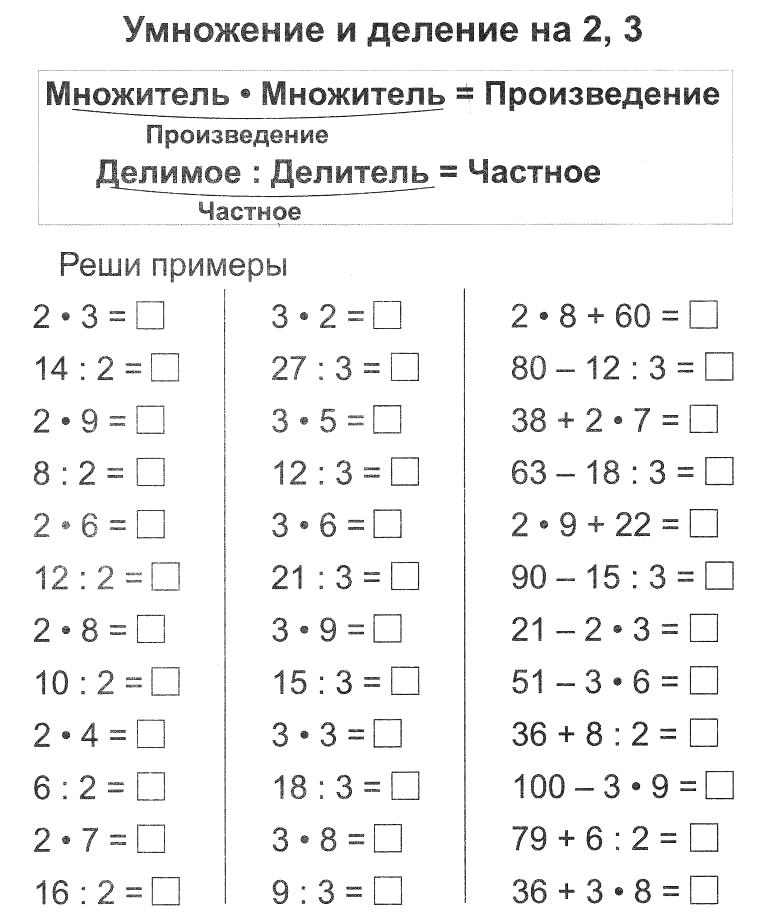 Умножение и деление на 2, 3
Множитель • Множитель = Произведение
Произведение
Делимое : Делитель = Частное
Частное
Реши примеры
2 • 3 = □
14 : 2 = □
2 • 9 = □
8 : 2 = □
2 • 6 = □
12 : 2 = □
2 • 8 = □
10 : 2 = □
2 • 4 = □
6 : 2 = □
2 • 7 = □
16 : 2 = □
3 • 2 = □
27 : 3 = □
3 • 5 = □
12 : 3 = □
3 • 6 = □
21 : 3 = □
3 • 9 = □
15 : 3 = □
3 • 3 = □
18 : 3 = □
3 • 8 = □
9 : 3 = □
2 • 8 + 60 = □
80 – 12 : 3 = □
38 + 2 • 7 = □
63 – 18 : 3 = □
2 • 9 + 22 = □
90 – 15 : 3 = □
21 – 2 • 3 = □
51 – 3 • 6 = □
36 + 8 : 2 = □
100 – 3 • 9 = □
79 + 6 : 2 = □
36 + 3 • 8 = □